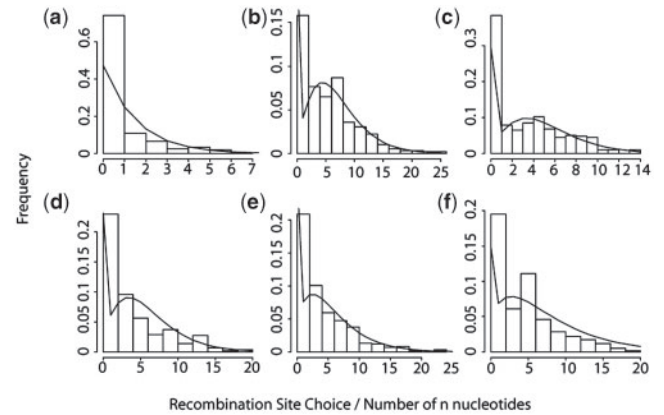 (a) (b) (c)
0 0.2 0.4 0.6
0 0.05 0.10 0.15
0 0.1 0.2 0.3
0 1 2 3 4 5 6 7
0 5 10 15 20 25
0 2 4 6 8 10 12 14
Frequency
(d) (e) (f)
0 0.05 0.1 0.15 0.2
0 0.05 0.1 0.15 0.2
0 0.05 0.1 0.15 0.2
0 5 10 15 20
0 5 10 15 20 25
0 5 10 15 20
Recombination Site Choice / Number of n nucleotides